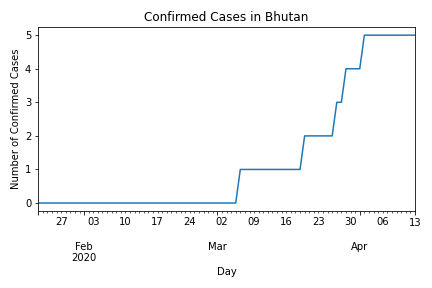 Confirmed Cases in Bhutan
5
4
3
2
1
0
Number of Confirmed Cases
27 03 10 17 24 02 09 16 23 30 06 13
Feb Mar Apr
2020
Day